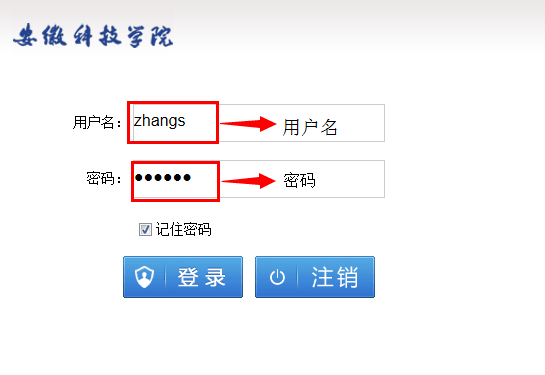 安徽科技学院
用户名： zhangs 用户名
密码： •••••• 密码
记住密码
登录 注销